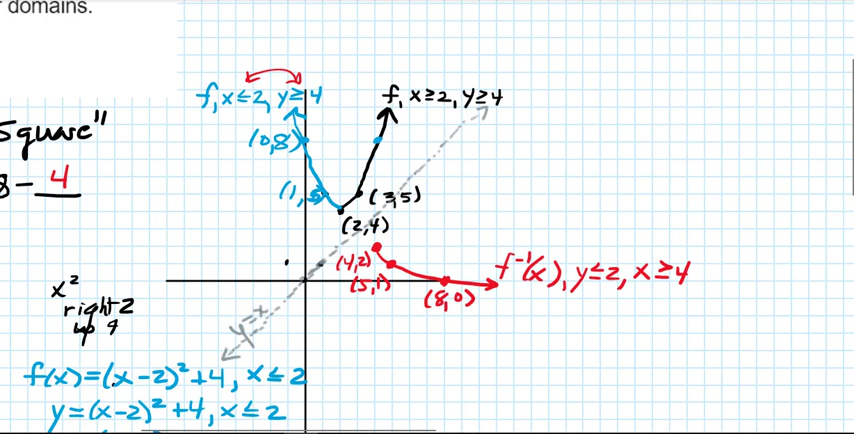 domains.
f, x ≤ 2, y ≥ 4
f, x ≥ 2, y ≥ 4
Square"
(0,8)
8 - 4
(1,5)
(3,5)
(2,4)
(4,2)
f⁻¹(x), y ≤ 2, x ≥ 4
(5,1)
(8,0)
x²
right 2
up 4
y=x
f(x) = (x-2)² + 4, x ≤ 2
y = (x-2)² + 4, x ≤ 2